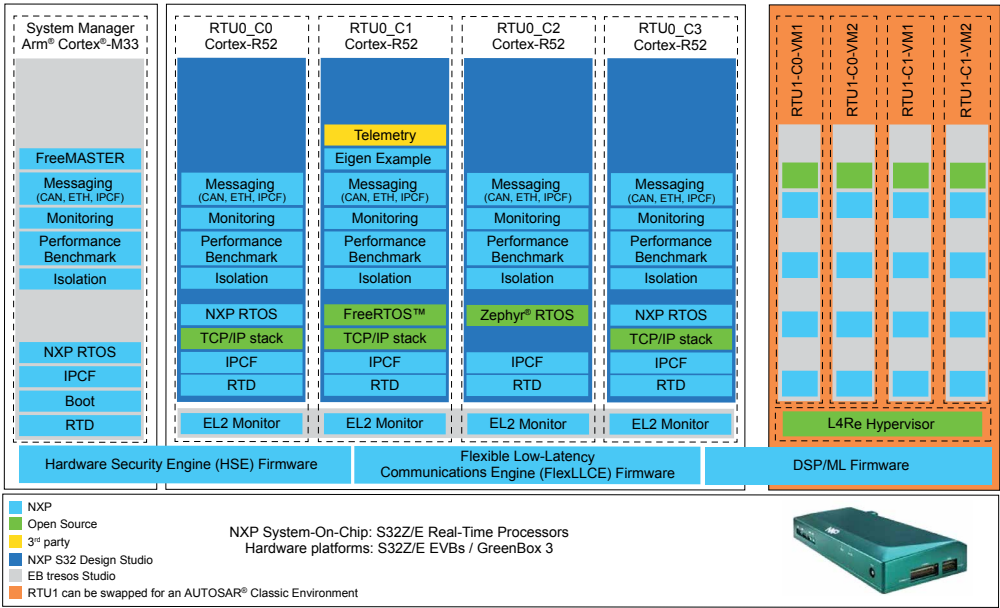 System Manager
Arm® Cortex®-M33
FreeMASTER
Messaging
(CAN, ETH, IPCF)
Monitoring
Performance
Benchmark
Isolation
NXP RTOS
IPCF
Boot
RTD
RTU0_C0
Cortex-R52
Messaging
(CAN, ETH, IPCF)
Monitoring
Performance
Benchmark
Isolation
NXP RTOS
TCP/IP stack
IPCF
RTD
EL2 Monitor
RTU0_C1
Cortex-R52
Telemetry
Eigen Example
Messaging
(CAN, ETH, IPCF)
Monitoring
Performance
Benchmark
Isolation
FreeRTOS™
TCP/IP stack
IPCF
RTD
EL2 Monitor
RTU0_C2
Cortex-R52
Messaging
(CAN, ETH, IPCF)
Monitoring
Performance
Benchmark
Isolation
Zephyr® RTOS
IPCF
RTD
EL2 Monitor
RTU0_C3
Cortex-R52
Messaging
(CAN, ETH, IPCF)
Monitoring
Performance
Benchmark
Isolation
NXP RTOS
TCP/IP stack
IPCF
RTD
EL2 Monitor
RTU1-C0-VM1
RTU1-C0-VM2
RTU1-C1-VM1
RTU1-C1-VM2
L4Re Hypervisor
Hardware Security Engine (HSE) Firmware
Flexible Low-Latency
Communications Engine (FlexLLCE) Firmware
DSP/ML Firmware
NXP
Open Source
3rd party
NXP S32 Design Studio
EB tresos Studio
RTU1 can be swapped for an AUTOSAR® Classic Environment
NXP System-On-Chip: S32Z/E Real-Time Processors
Hardware platforms: S32Z/E EVBs / GreenBox 3